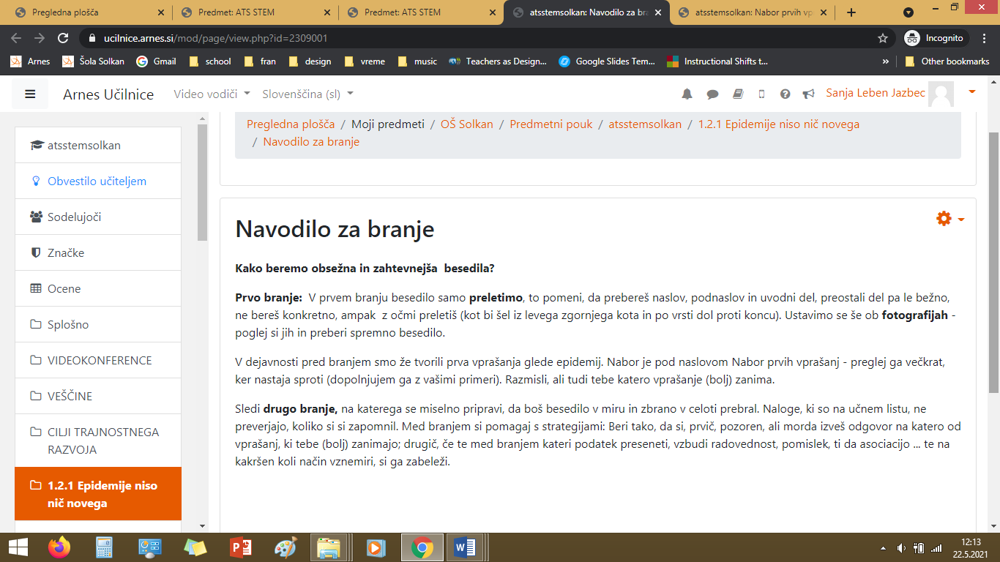 Pregledna plošča
Predmet: ATS STEM
Predmet: ATS STEM
atsstemsolkan: Navodilo za bra
atsstemsolkan: Nabor prvih vp
ucilnice.arnes.si/mod/page/view.php?id=2309001
Incognito
Arnes
Šola Solkan
Gmail
school
fran
design
vreme
music
Teachers as Design...
Google Slides Tem...
Instructional Shifts t...
»
Other bookmarks
Arnes Učilnice
Video vodiči
Slovenščina (sl)
Sanja Leben Jazbec
Pregledna plošča / Moji predmeti / OŠ Solkan / Predmetni pouk / atsstemsolkan / 1.2.1 Epidemije niso nič novega
/ Navodilo za branje
atsstemsolkan
Obvestilo učiteljem
Sodelujoči
Značke
Ocene
Splošno
VIDEOKONFERENCE
VEŠČINE
CILJI TRAJNOSTNEGA
RAZVOJA
1.2.1 Epidemije niso
nič novega
Navodilo za branje
Kako beremo obsežna in zahtevnejša  besedila?
Prvo branje:  V prvem branju besedilo samo preletimo, to pomeni, da prebereš naslov, podnaslov in uvodni del, preostali del pa le bežno,
ne bereš konkretno, ampak  z očmi preletiš (kot bi šel iz levega zgornjega kota in po vrsti dol proti koncu). Ustavimo se še ob fotografijah -
poglej si jih in preberi spremno besedilo.
V dejavnosti pred branjem smo že tvorili prva vprašanja glede epidemij. Nabor je pod naslovom Nabor prvih vprašanj - preglej ga večkrat,
ker nastaja sproti (dopolnjujem ga z vašimi primeri). Razmisli, ali tudi tebe katero vprašanje (bolj) zanima.
Sledi drugo branje, na katerega se miselno pripravi, da boš besedilo v miru in zbrano v celoti prebral. Naloge, ki so na učnem listu, ne
preverjajo, koliko si si zapomnil. Med branjem si pomagaj s strategijami: Beri tako, da si, prvič, pozoren, ali morda izveš odgovor na katero od
vprašanj, ki tebe (bolj) zanimajo; drugič, če te med branjem kateri podatek preseneti, vzbudi radovednost, pomislek, ti da asociacijo ... te na
kakršen koli način vznemiri, si ga zabeleži.
12:13
22.5.2021